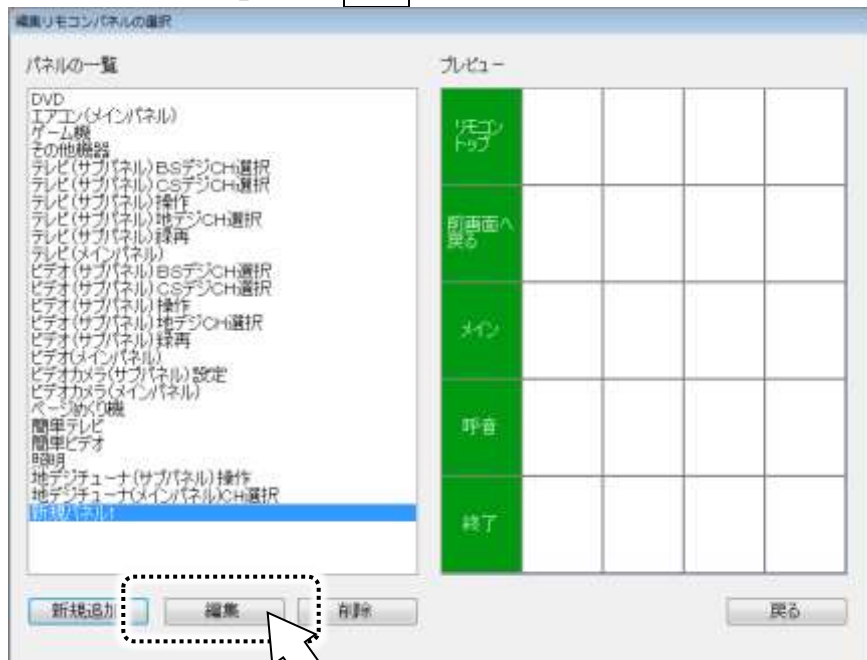 編集リモコンパネルの選択
パネルの一覧
プレビュー
DVD
エアコン(メインパネル)
ゲーム機
その他機器
テレビ(サブパネル)BSデジCH選択
テレビ(サブパネル)CSデジCH選択
テレビ(サブパネル)操作
テレビ(サブパネル)地デジCH選択
テレビ(サブパネル)録再
テレビ(メインパネル)
ビデオ(サブパネル)BSデジCH選択
ビデオ(サブパネル)CSデジCH選択
ビデオ(サブパネル)操作
ビデオ(サブパネル)地デジCH選択
ビデオ(サブパネル)録再
ビデオ(メインパネル)
ビデオカメラ(サブパネル)設定
ビデオカメラ(メインパネル)
ページめくり機
簡単テレビ
簡単ビデオ
照明
地デジチューナ(サブパネル)操作
地デジチューナ(メインパネル)CH選択
新規パネル1
リモコン
トップ
前画面へ
戻る
メイン
呼音
終了
新規追加
編集
削除
戻る